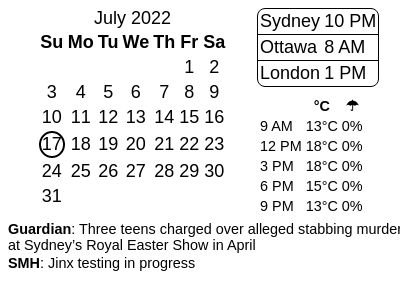 July 2022
Su Mo Tu We Th Fr Sa
1 2
3 4 5 6 7 8 9
10 11 12 13 14 15 16
17 18 19 20 21 22 23
24 25 26 27 28 29 30
31
Sydney 10 PM
Ottawa 8 AM
London 1 PM
°C ☂
9 AM 13°C 0%
12 PM 18°C 0%
3 PM 18°C 0%
6 PM 15°C 0%
9 PM 13°C 0%
Guardian: Three teens charged over alleged stabbing murder
at Sydney's Royal Easter Show in April
SMH: Jinx testing in progress